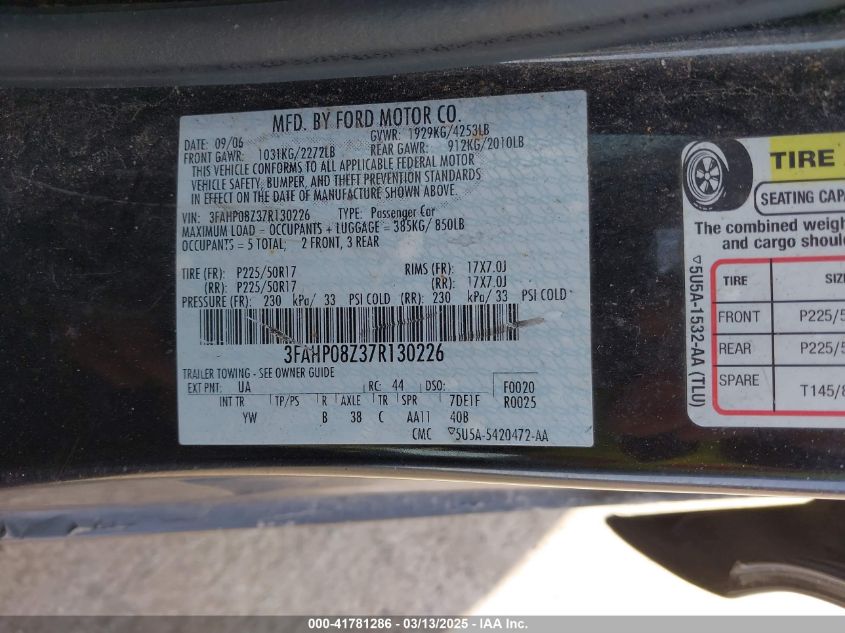 MFD. BY FORD MOTOR CO.
DATE: 09/06 GVWR: 1929KG/4253LB
FRONT GAWR: 1031KG/2272LB REAR GAWR: 912KG/2010LB
THIS VEHICLE CONFORMS TO ALL APPLICABLE FEDERAL MOTOR
VEHICLE SAFETY, BUMPER, AND THEFT PREVENTION STANDARDS
IN EFFECT ON THE DATE OF MANUFACTURE SHOWN ABOVE.
VIN: 3FAHP08Z37R130226 TYPE: Passenger Car
MAXIMUM LOAD = OCCUPANTS + LUGGAGE = 385KG/ 850LB
OCCUPANTS = 5 TOTAL; 2 FRONT, 3 REAR
TIRE (FR): P225/50R17 RIMS (FR): 17X7.0J
(RR): P225/50R17 (RR): 17X7.0J
PRESSURE (FR): 230 kPa/ 33 PSI COLD (RR): 230 kPa/ 33 PSI COLD
3FAHP08Z37R130226
TRAILER TOWING - SEE OWNER GUIDE
EXT PNT: UA RC: 44 DSO: F0020
INT TR TP/PS R AXLE TR SPR 7DE1F R0025
YW B 38 C AA11 40B
CMC ▽5U5A-5420472-AA
TIRE
SEATING CAPA
The combined weigh
and cargo shoul
▽5U5A-1532-AA (TLU)
TIRE SIZ
FRONT P225/5
REAR P225/5
SPARE T145/8
000-41781286 - 03/13/2025 - IAA Inc.